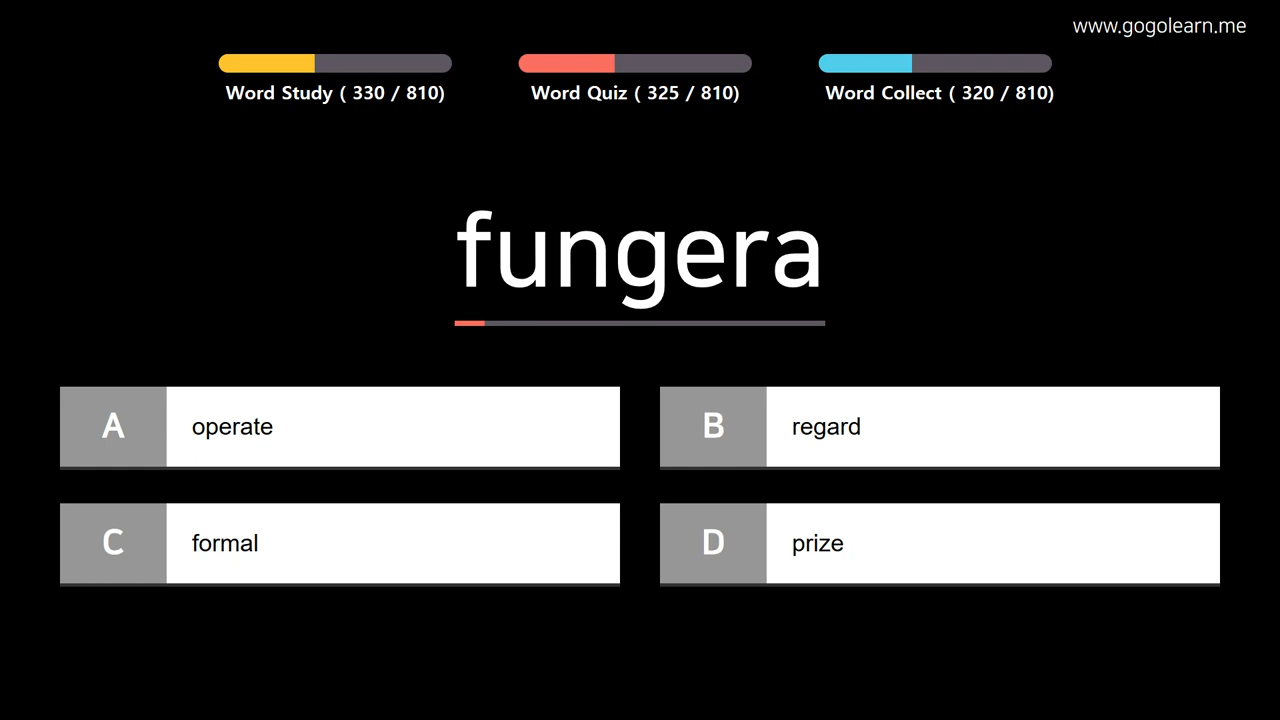 www.gogolearn.me
Word Study ( 330 / 810)
Word Quiz ( 325 / 810)
Word Collect ( 320 / 810)
fungera
A operate
B regard
C formal
D prize